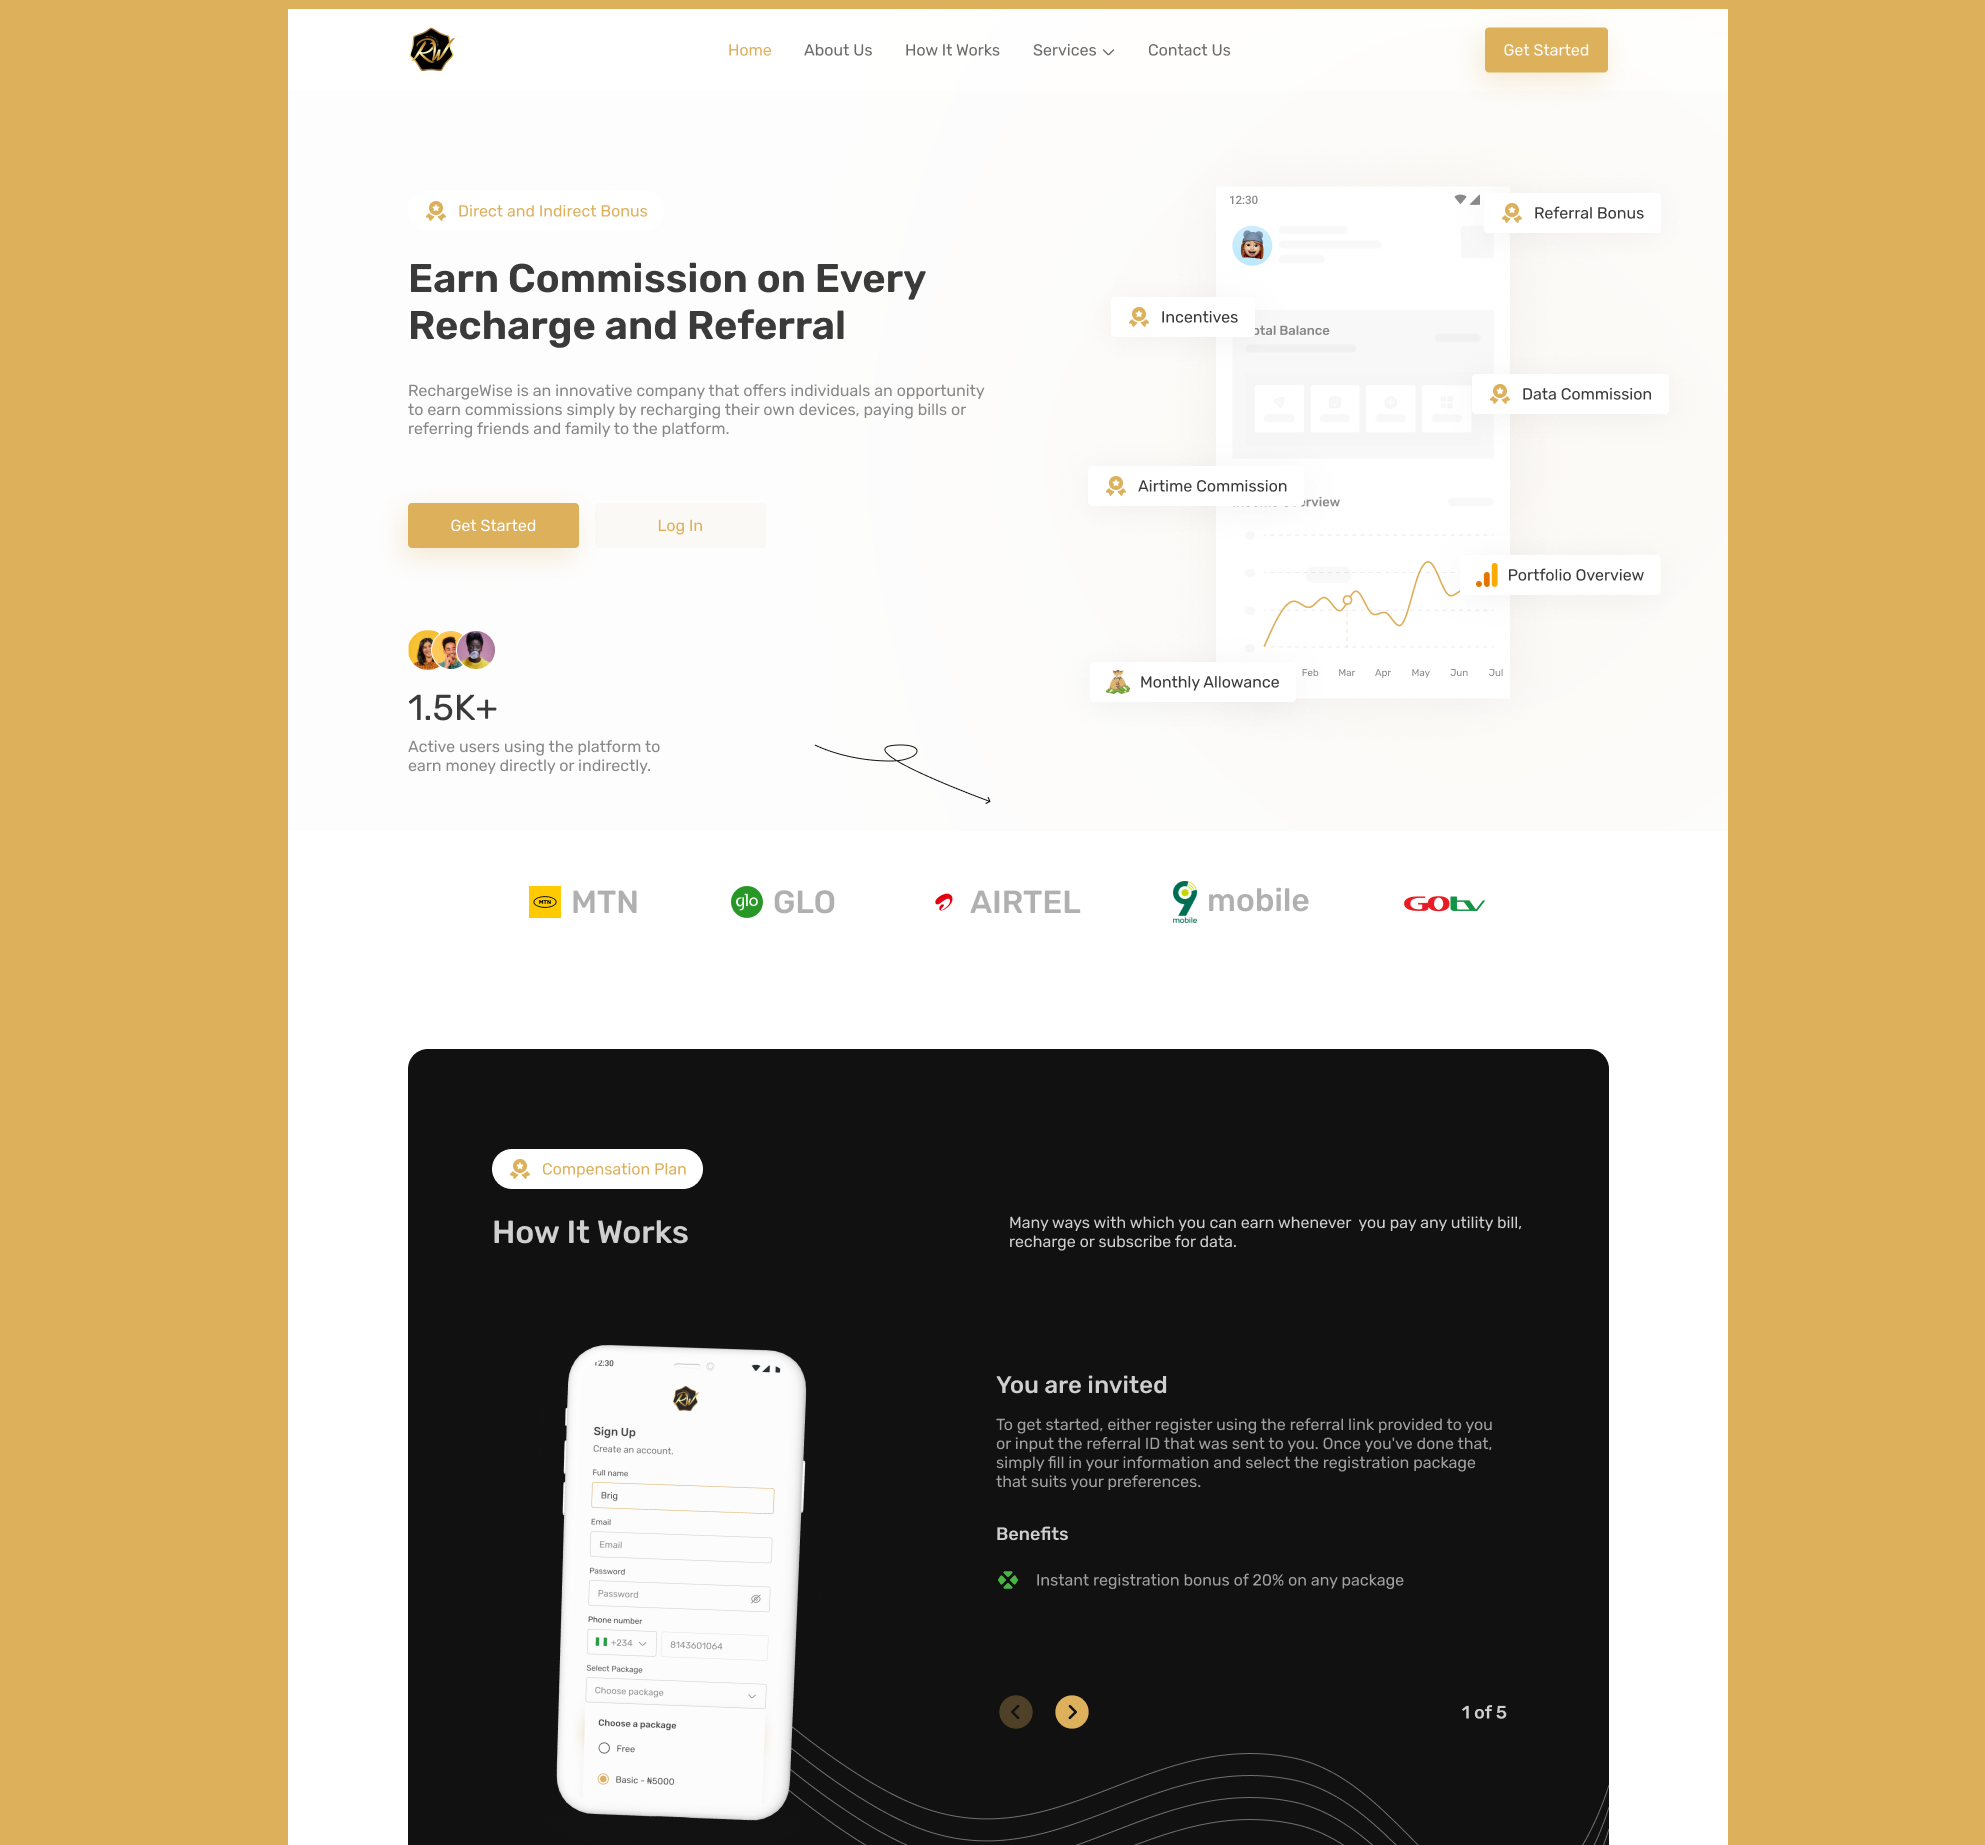 RW
Home
About Us
How It Works
Services
Contact Us
Get Started
Direct and Indirect Bonus
Earn Commission on Every
Recharge and Referral
RechargeWise is an innovative company that offers individuals an opportunity
to earn commissions simply by recharging their own devices, paying bills or
referring friends and family to the platform.
Get Started
Log In
1.5K+
Active users using the platform to
earn money directly or indirectly.
12:30
Referral Bonus
Incentives
otal Balance
Data Commission
Airtime Commission
rview
Portfolio Overview
Monthly Allowance
Feb
Mar
Apr
May
Jun
Jul
MTN
MTN
glo
GLO
AIRTEL
9
mobile
mobile
GOtv
Compensation Plan
How It Works
Many ways with which you can earn whenever you pay any utility bill,
recharge or subscribe for data.
12:30
RW
Sign Up
Create an account.
Full name
Brig
Email
Email
Password
Password
Phone number
+234
8143601064
Select Package
Choose package
Choose a package
Free
Basic - ₦5000
You are invited
To get started, either register using the referral link provided to you
or input the referral ID that was sent to you. Once you've done that,
simply fill in your information and select the registration package
that suits your preferences.
Benefits
Instant registration bonus of 20% on any package
1 of 5